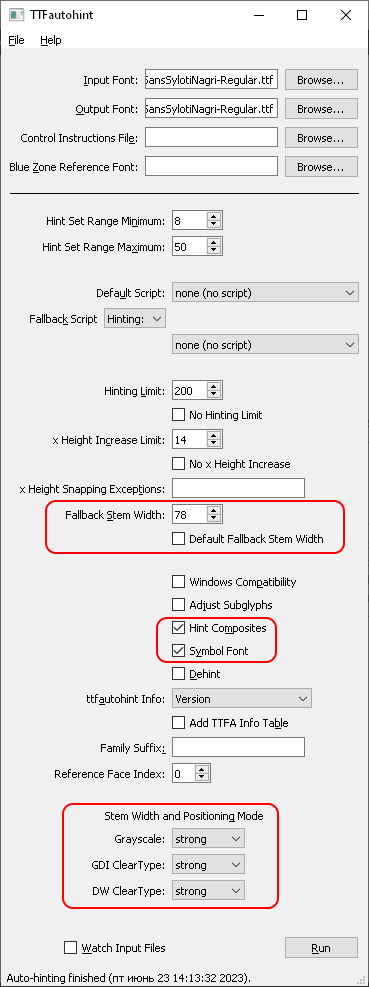 TTFautohint
File Help
Input Font: SansSylotiNagri-Regular.ttf Browse...
Output Font: SansSylotiNagri-Regular.ttf Browse...
Control Instructions File: Browse...
Blue Zone Reference Font: Browse...
Hint Set Range Minimum: 8
Hint Set Range Maximum: 50
Default Script: none (no script)
Fallback Script Hinting:
none (no script)
Hinting Limit: 200
No Hinting Limit
x Height Increase Limit: 14
No x Height Increase
x Height Snapping Exceptions:
Fallback Stem Width: 78
Default Fallback Stem Width
Windows Compatibility
Adjust Subglyphs
Hint Composites
Symbol Font
Dehint
ttfautohint Info: Version
Add TTFA Info Table
Family Suffix:
Reference Face Index: 0
Stem Width and Positioning Mode
Grayscale: strong
GDI ClearType: strong
DW ClearType: strong
Watch Input Files Run
Auto-hinting finished (пт июнь 23 14:13:32 2023).